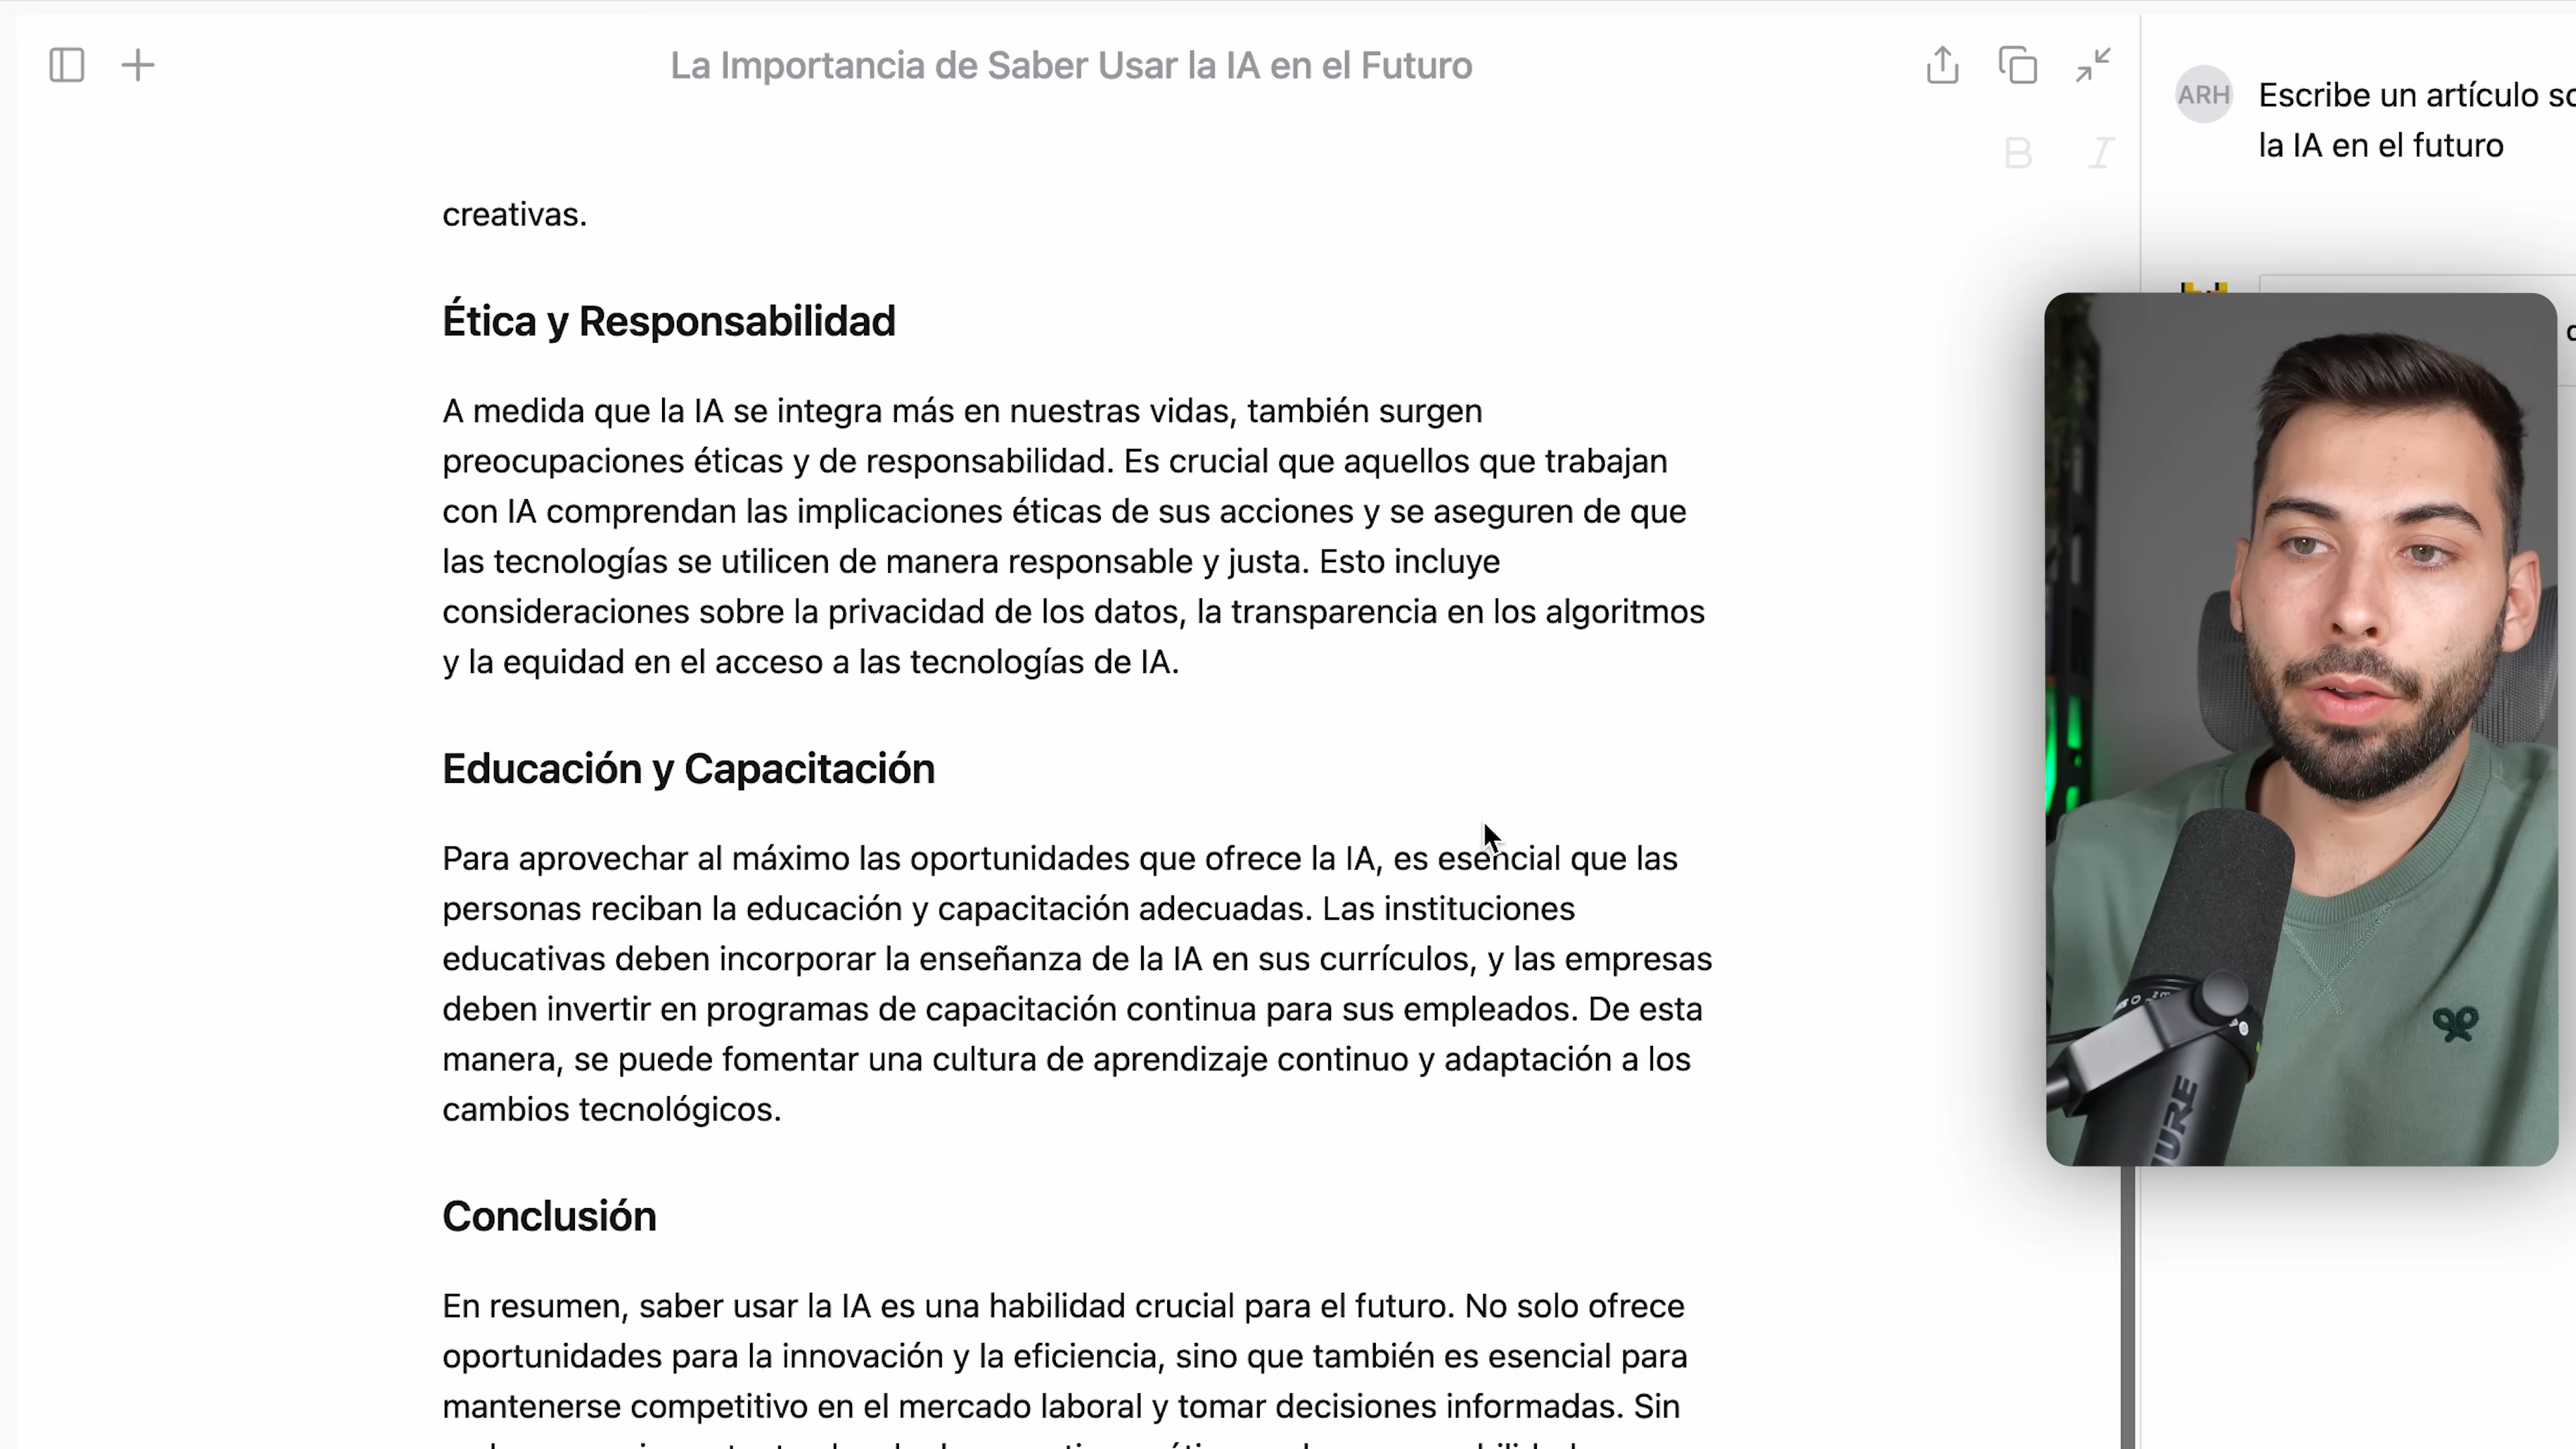 La Importancia de Saber Usar la IA en el Futuro
B I
creativas.
Ética y Responsabilidad
A medida que la IA se integra más en nuestras vidas, también surgen
preocupaciones éticas y de responsabilidad. Es crucial que aquellos que trabajan
con IA comprendan las implicaciones éticas de sus acciones y se aseguren de que
las tecnologías se utilicen de manera responsable y justa. Esto incluye
consideraciones sobre la privacidad de los datos, la transparencia en los algoritmos
y la equidad en el acceso a las tecnologías de IA.
Educación y Capacitación
Para aprovechar al máximo las oportunidades que ofrece la IA, es esencial que las
personas reciban la educación y capacitación adecuadas. Las instituciones
educativas deben incorporar la enseñanza de la IA en sus currículos, y las empresas
deben invertir en programas de capacitación continua para sus empleados. De esta
manera, se puede fomentar una cultura de aprendizaje continuo y adaptación a los
cambios tecnológicos.
Conclusión
En resumen, saber usar la IA es una habilidad crucial para el futuro. No solo ofrece
oportunidades para la innovación y la eficiencia, sino que también es esencial para
mantenerse competitivo en el mercado laboral y tomar decisiones informadas. Sin
ARH
Escribe un artículo so
la IA en el futuro